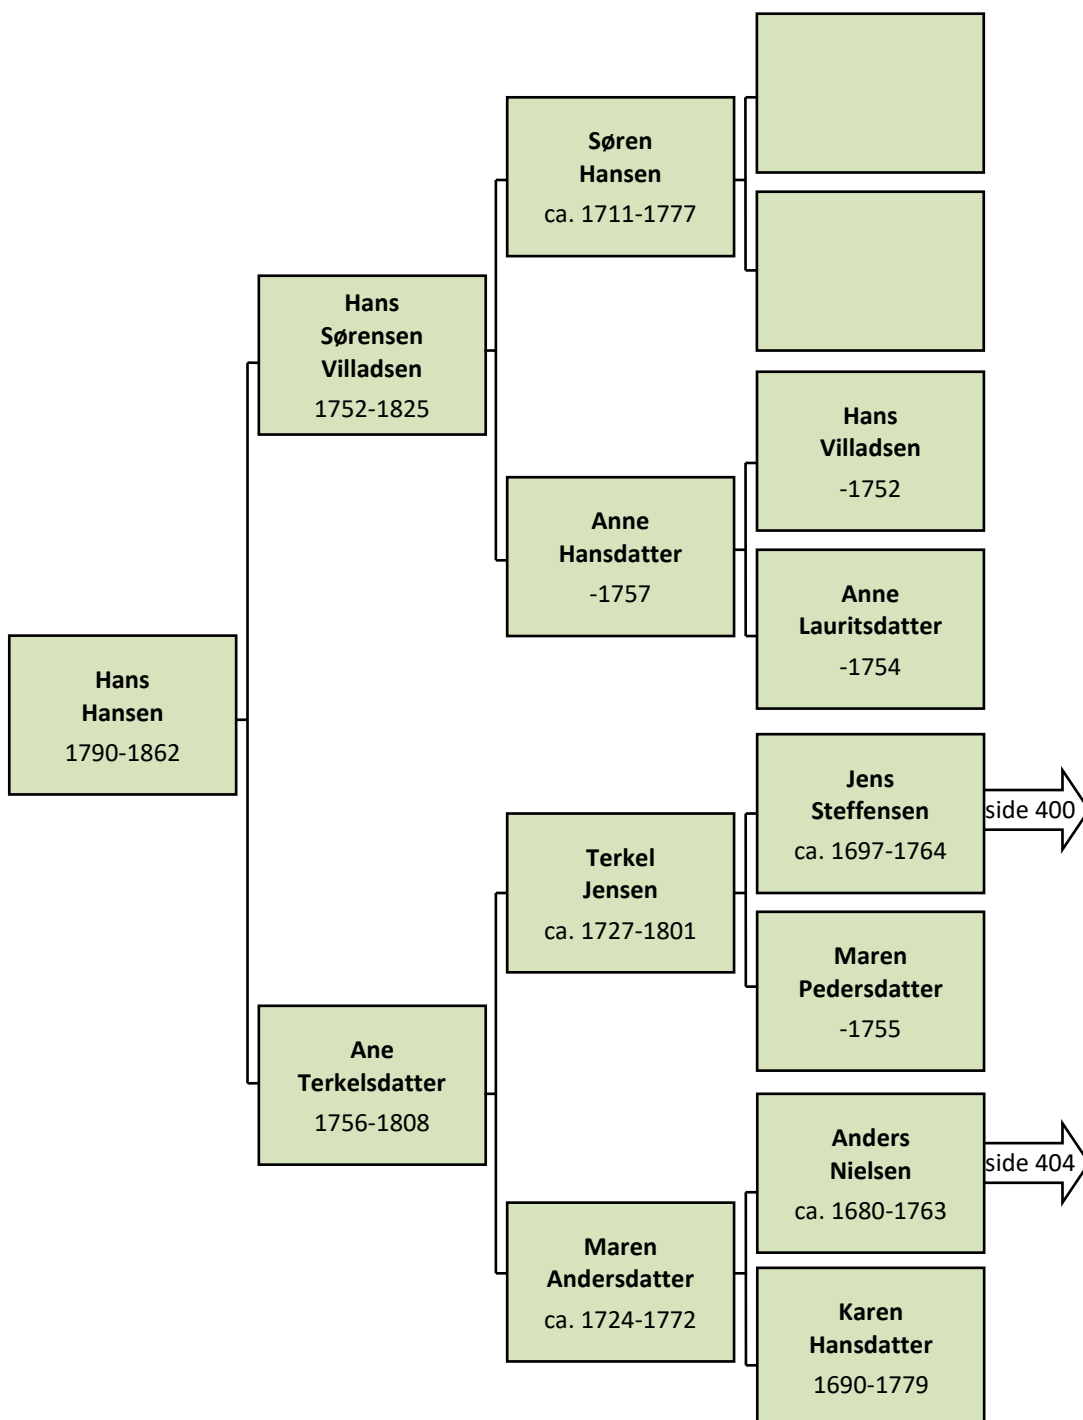 Søren
Hansen
ca. 1711-1777
Hans
Sørensen
Villadsen
1752-1825
Hans
Villadsen
-1752
Anne
Hansdatter
-1757
Anne
Lauritsdatter
-1754
Hans
Hansen
1790-1862
Jens
Steffensen
ca. 1697-1764
side 400
Terkel
Jensen
ca. 1727-1801
Maren
Pedersdatter
-1755
Ane
Terkelsdatter
1756-1808
Anders
Nielsen
ca. 1680-1763
side 404
Maren
Andersdatter
ca. 1724-1772
Karen
Hansdatter
1690-1779